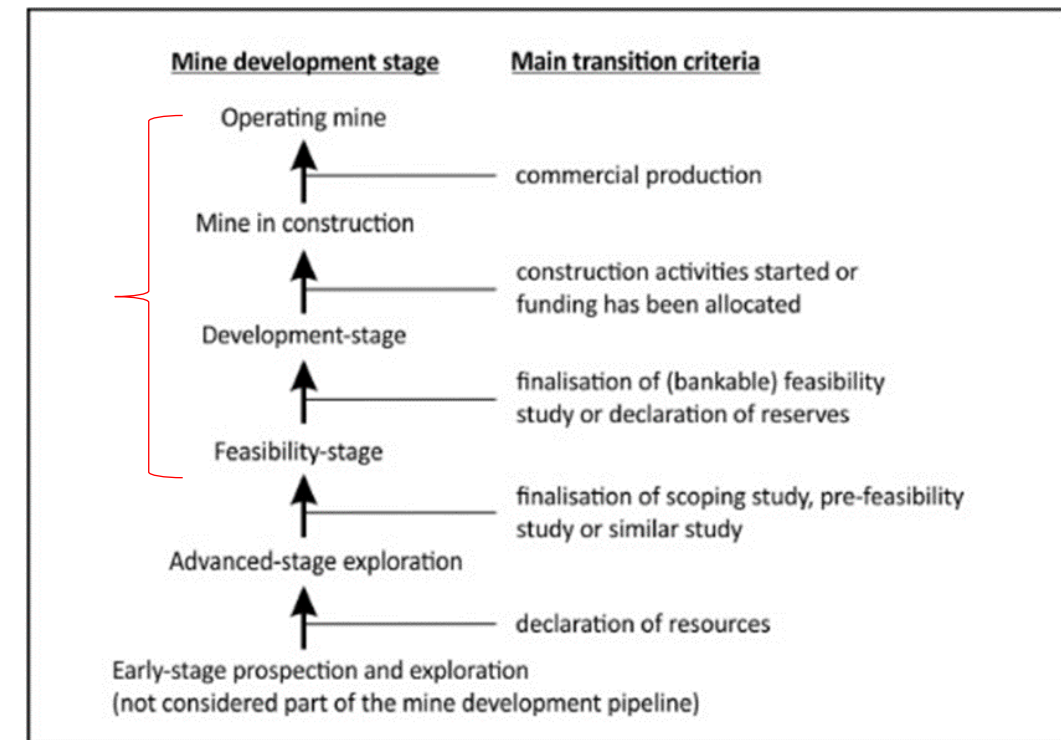 Mine development stage Main transition criteria
Operating mine
commercial production
Mine in construction
construction activities started or
funding has been allocated
Development-stage
finalisation of (bankable) feasibility
study or declaration of reserves
Feasibility-stage
finalisation of scoping study, pre-feasibility
study or similar study
Advanced-stage exploration
declaration of resources
Early-stage prospection and exploration
(not considered part of the mine development pipeline)